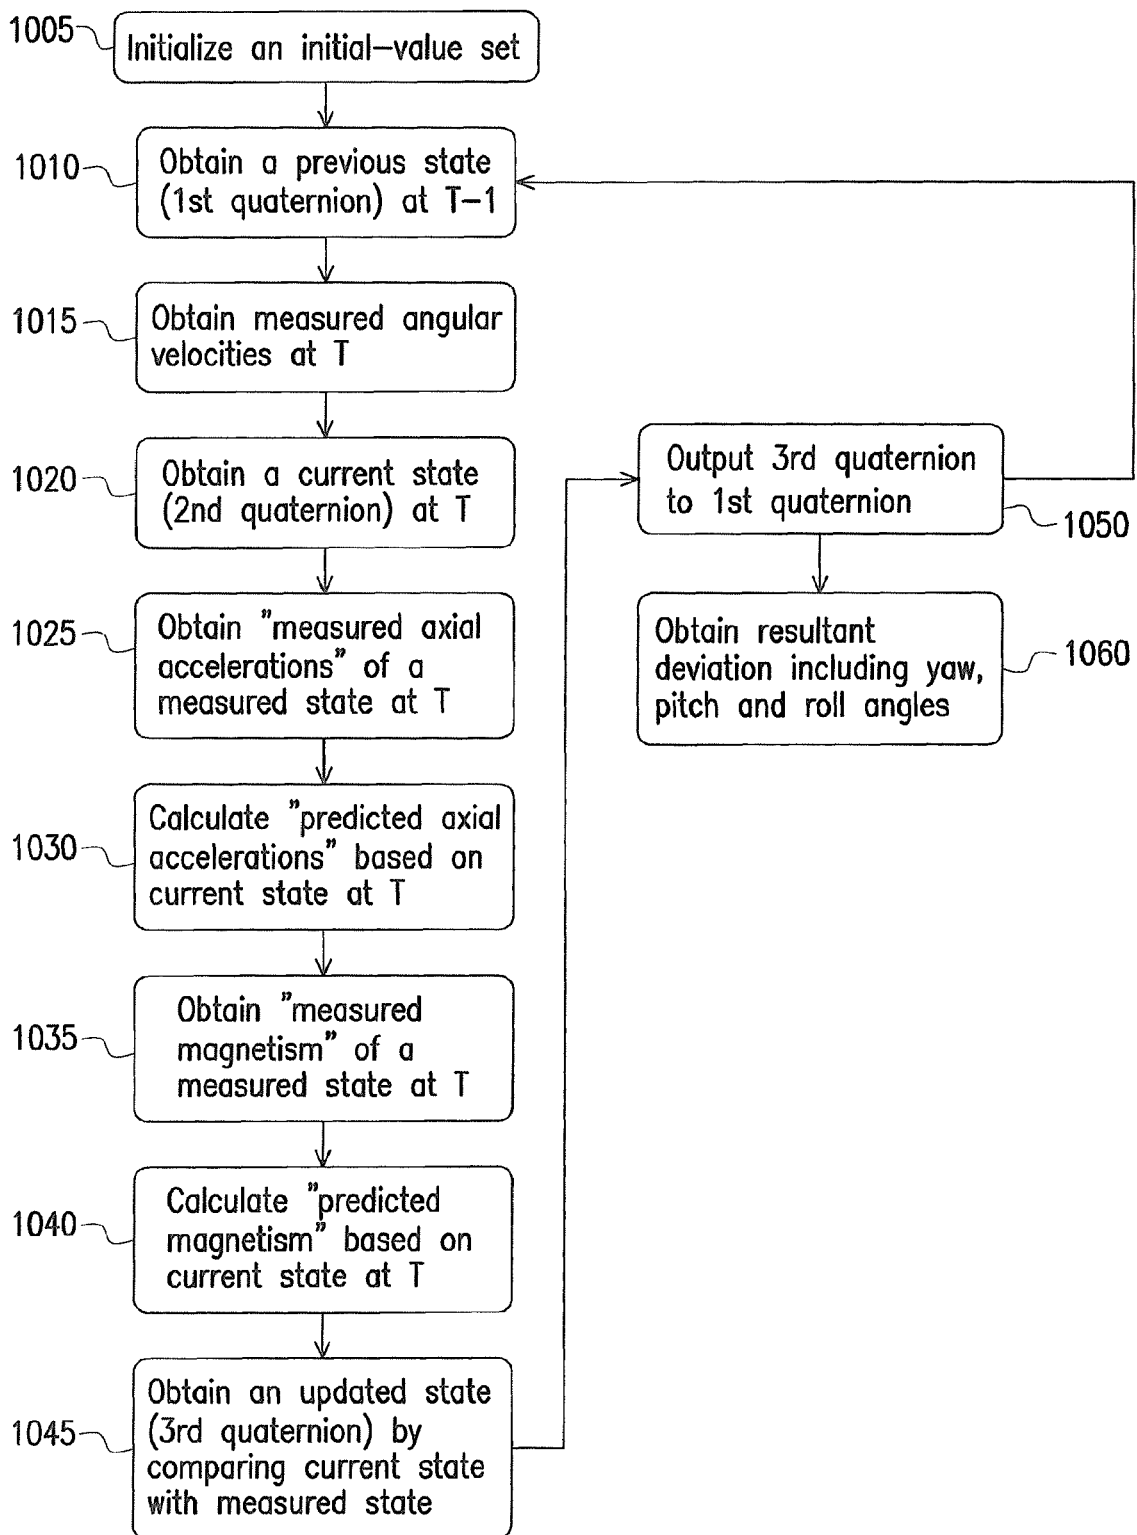 1005
Initialize an initial-value set
1010
Obtain a previous state
(1st quaternion) at T-1
1015
Obtain measured angular
velocities at T
1020
Obtain a current state
(2nd quaternion) at T
1025
Obtain "measured axial
accelerations" of a
measured state at T
1030
Calculate "predicted axial
accelerations" based on
current state at T
1035
Obtain "measured
magnetism" of a
measured state at T
1040
Calculate "predicted
magnetism" based on
current state at T
1045
Obtain an updated state
(3rd quaternion) by
comparing current state
with measured state
Output 3rd quaternion
to 1st quaternion
1050
Obtain resultant
deviation including yaw,
pitch and roll angles
1060